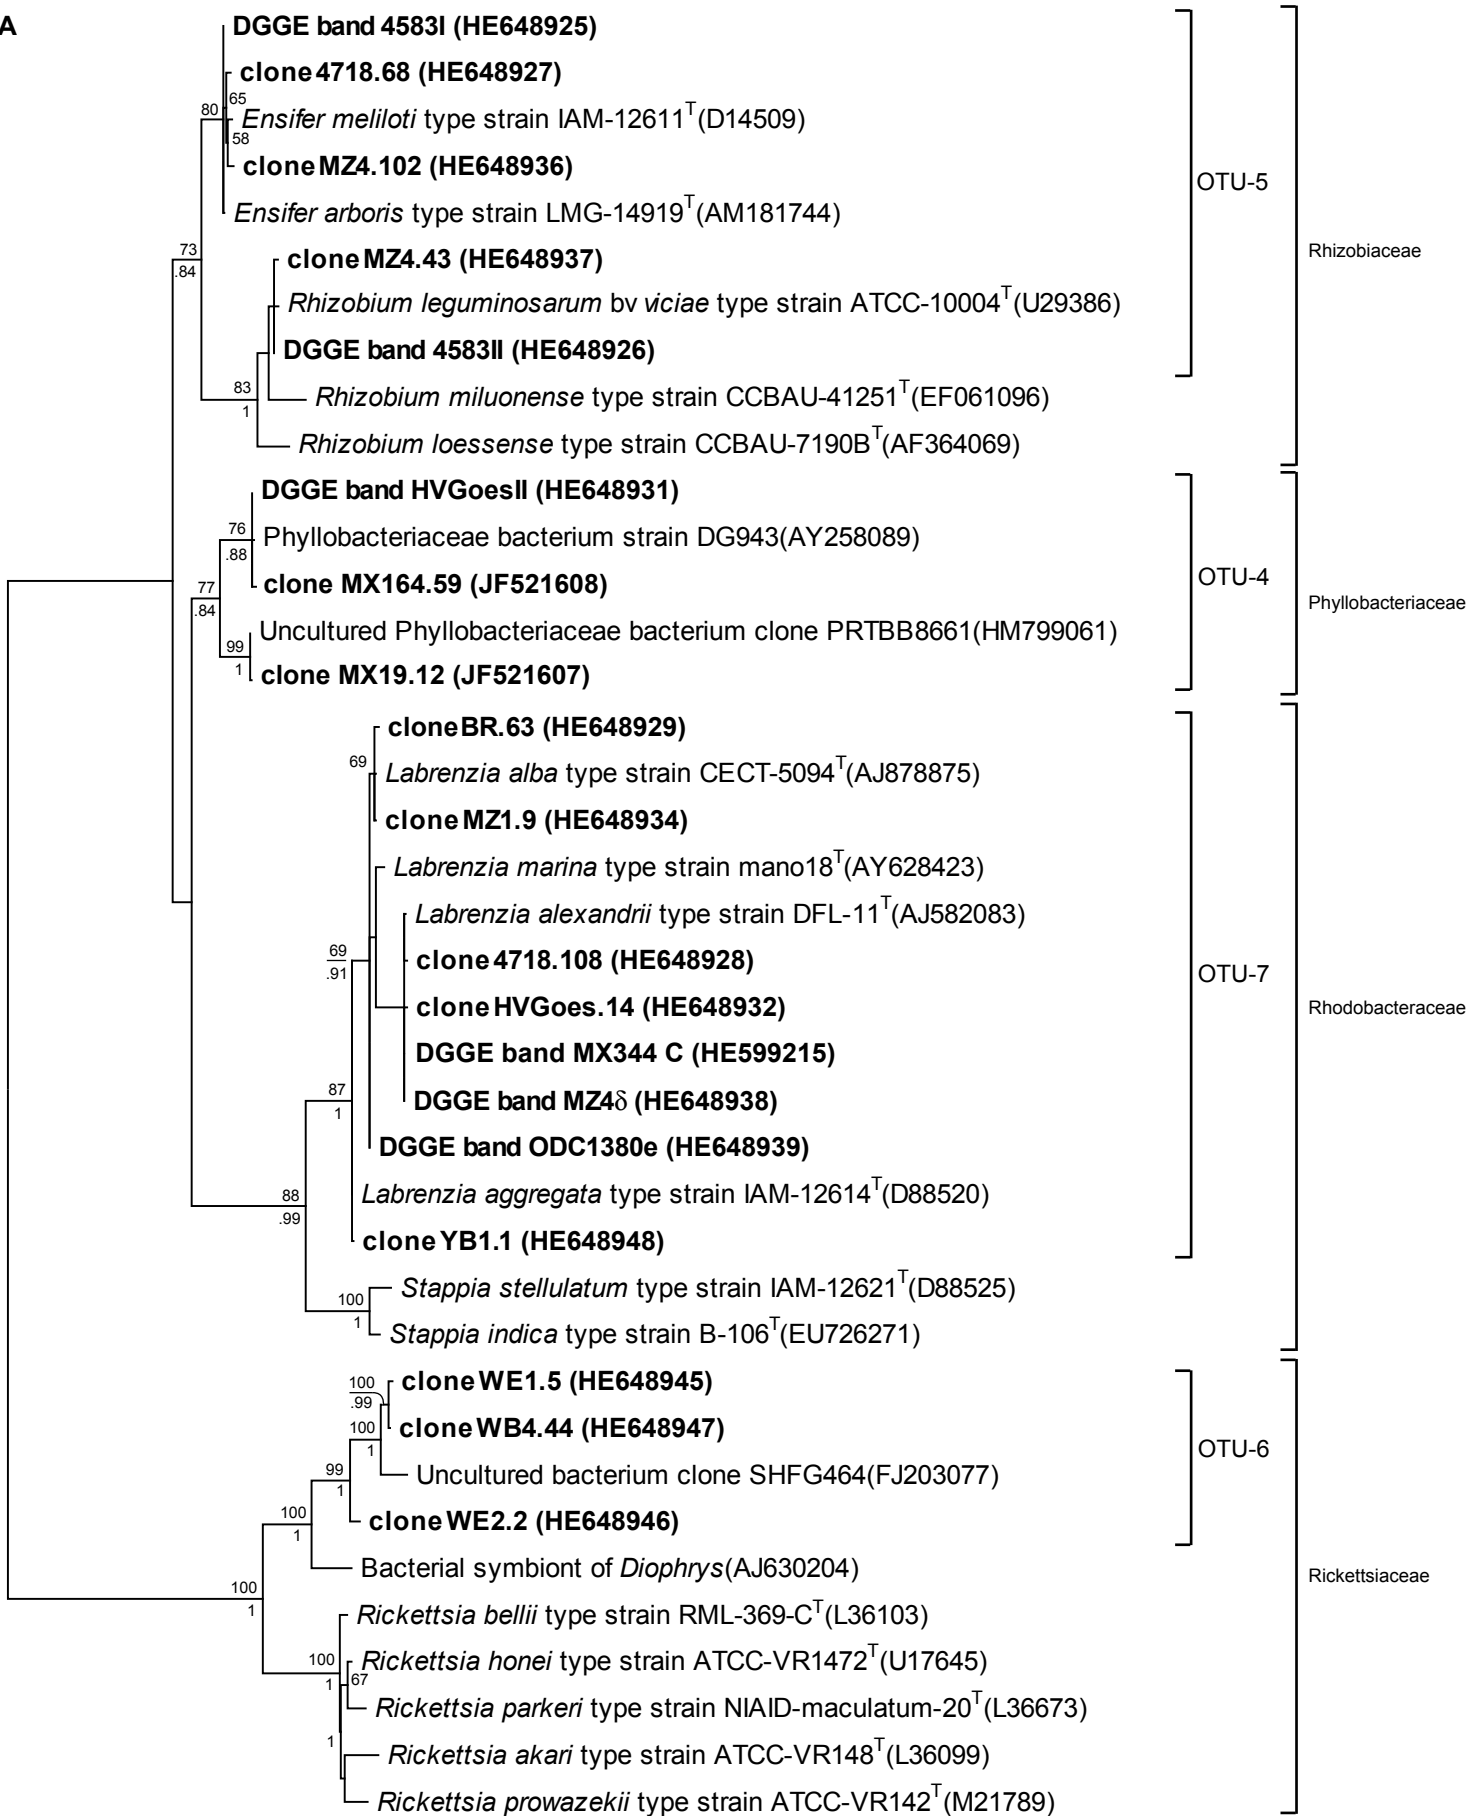 A
DGGE band 4583I (HE648925)
clone 4718.68 (HE648927)
65
80
Ensifer meliloti type strain IAM-12611T(D14509)
58
clone MZ4.102 (HE648936)
OTU-5
Ensifer arboris type strain LMG-14919T(AM181744)
73
.84
clone MZ4.43 (HE648937)
Rhizobiaceae
Rhizobium leguminosarum bv viciae type strain ATCC-10004T(U29386)
DGGE band 4583II (HE648926)
83
1
Rhizobium miluonense type strain CCBAU-41251T(EF061096)
Rhizobium loessense type strain CCBAU-7190BT(AF364069)
DGGE band HVGoesII (HE648931)
76
.88
Phyllobacteriaceae bacterium strain DG943(AY258089)
OTU-4
clone MX164.59 (JF521608)
77
.84
Phyllobacteriaceae
Uncultured Phyllobacteriaceae bacterium clone PRTBB8661(HM799061)
99
1
clone MX19.12 (JF521607)
clone BR.63 (HE648929)
69
Labrenzia alba type strain CECT-5094T(AJ878875)
clone MZ1.9 (HE648934)
Labrenzia marina type strain mano18T(AY628423)
Labrenzia alexandrii type strain DFL-11T(AJ582083)
69
.91
clone 4718.108 (HE648928)
OTU-7
clone HVGoes.14 (HE648932)
Rhodobacteraceae
DGGE band MX344 C (HE599215)
87
1
DGGE band MZ4δ (HE648938)
DGGE band ODC1380e (HE648939)
88
.99
Labrenzia aggregata type strain IAM-12614T(D88520)
clone YB1.1 (HE648948)
Stappia stellulatum type strain IAM-12621T(D88525)
100
1
Stappia indica type strain B-106T(EU726271)
100
.99
clone WE1.5 (HE648945)
clone WB4.44 (HE648947)
100
1
OTU-6
Uncultured bacterium clone SHFG464(FJ203077)
99
1
clone WE2.2 (HE648946)
100
1
Bacterial symbiont of Diophrys(AJ630204)
Rickettsiaceae
100
1
Rickettsia bellii type strain RML-369-CT(L36103)
100
1
Rickettsia honei type strain ATCC-VR1472T(U17645)
67
Rickettsia parkeri type strain NIAID-maculatum-20T(L36673)
1
Rickettsia akari type strain ATCC-VR148T(L36099)
Rickettsia prowazekii type strain ATCC-VR142T(M21789)